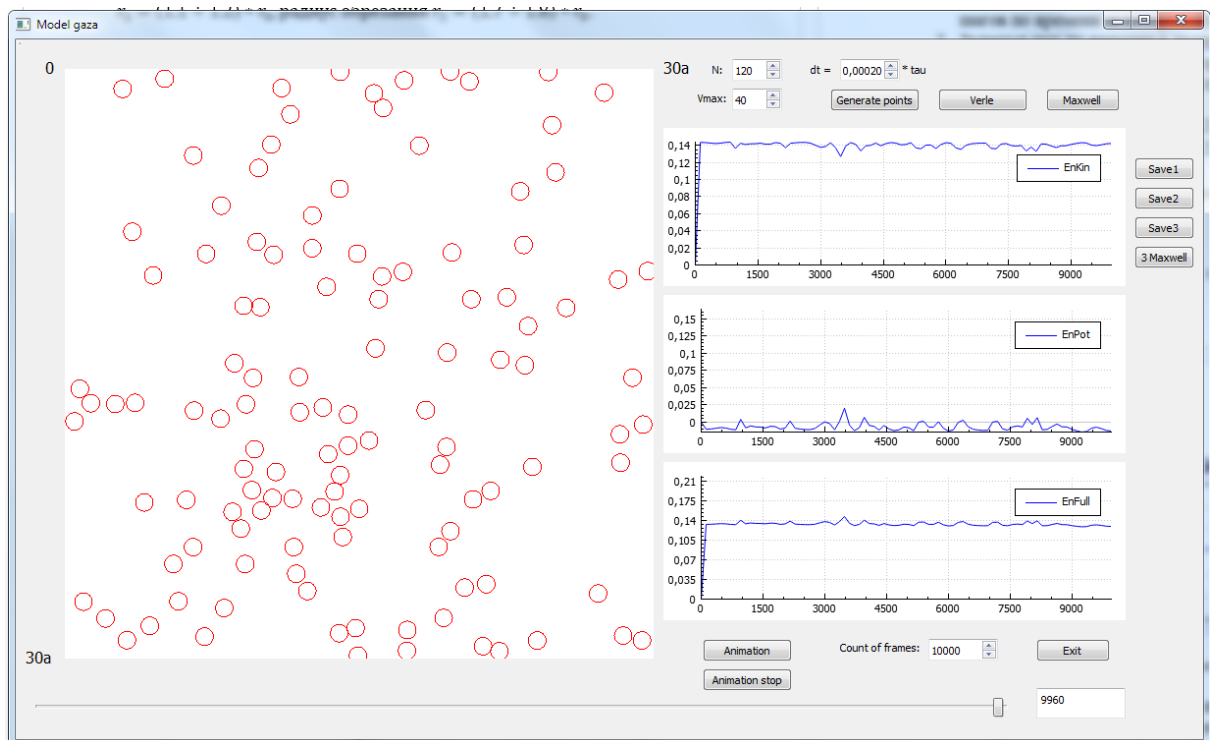 Model gaza
0
30a
N: 120
dt = 0,00020 * tau
Vmax: 40
Generate points
Verle
Maxwell
0,14
0,12
0,1
0,08
0,06
0,04
0,02
0
EnKin
0 1500 3000 4500 6000 7500 9000
Save1
Save2
Save3
3 Maxwell
0,15
0,125
0,1
0,075
0,05
0,025
0
EnPot
0 1500 3000 4500 6000 7500 9000
0,21
0,175
0,14
0,105
0,07
0,035
0
EnFull
0 1500 3000 4500 6000 7500 9000
30a
Animation
Count of frames: 10000
Exit
Animation stop
9960